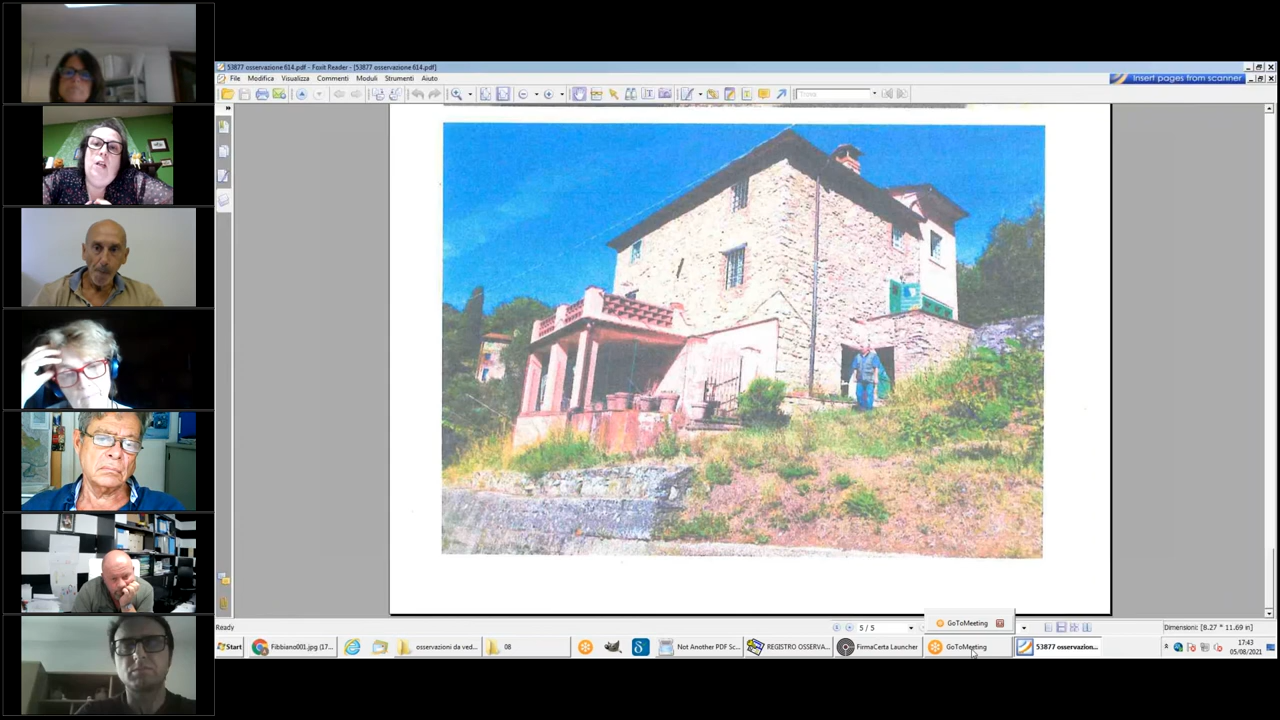 53877 osservazione 614.pdf - Foxit Reader - [53877 osservazione 614.pdf]
File Modifica Visualizza Commenti Moduli Strumenti Aiuto
Insert pages from scanner
Trova
GoToMeeting
Ready
5 / 5
Dimensioni: [8.27 * 11.69 in]
Start
Fibbiano001.jpg (17...
osservazioni da ved...
08
Not Another PDF Sc...
REGISTRO OSSERVA...
FirmaCerta Launcher
GoToMeeting
53877 osservazion...
17:43
05/08/2021